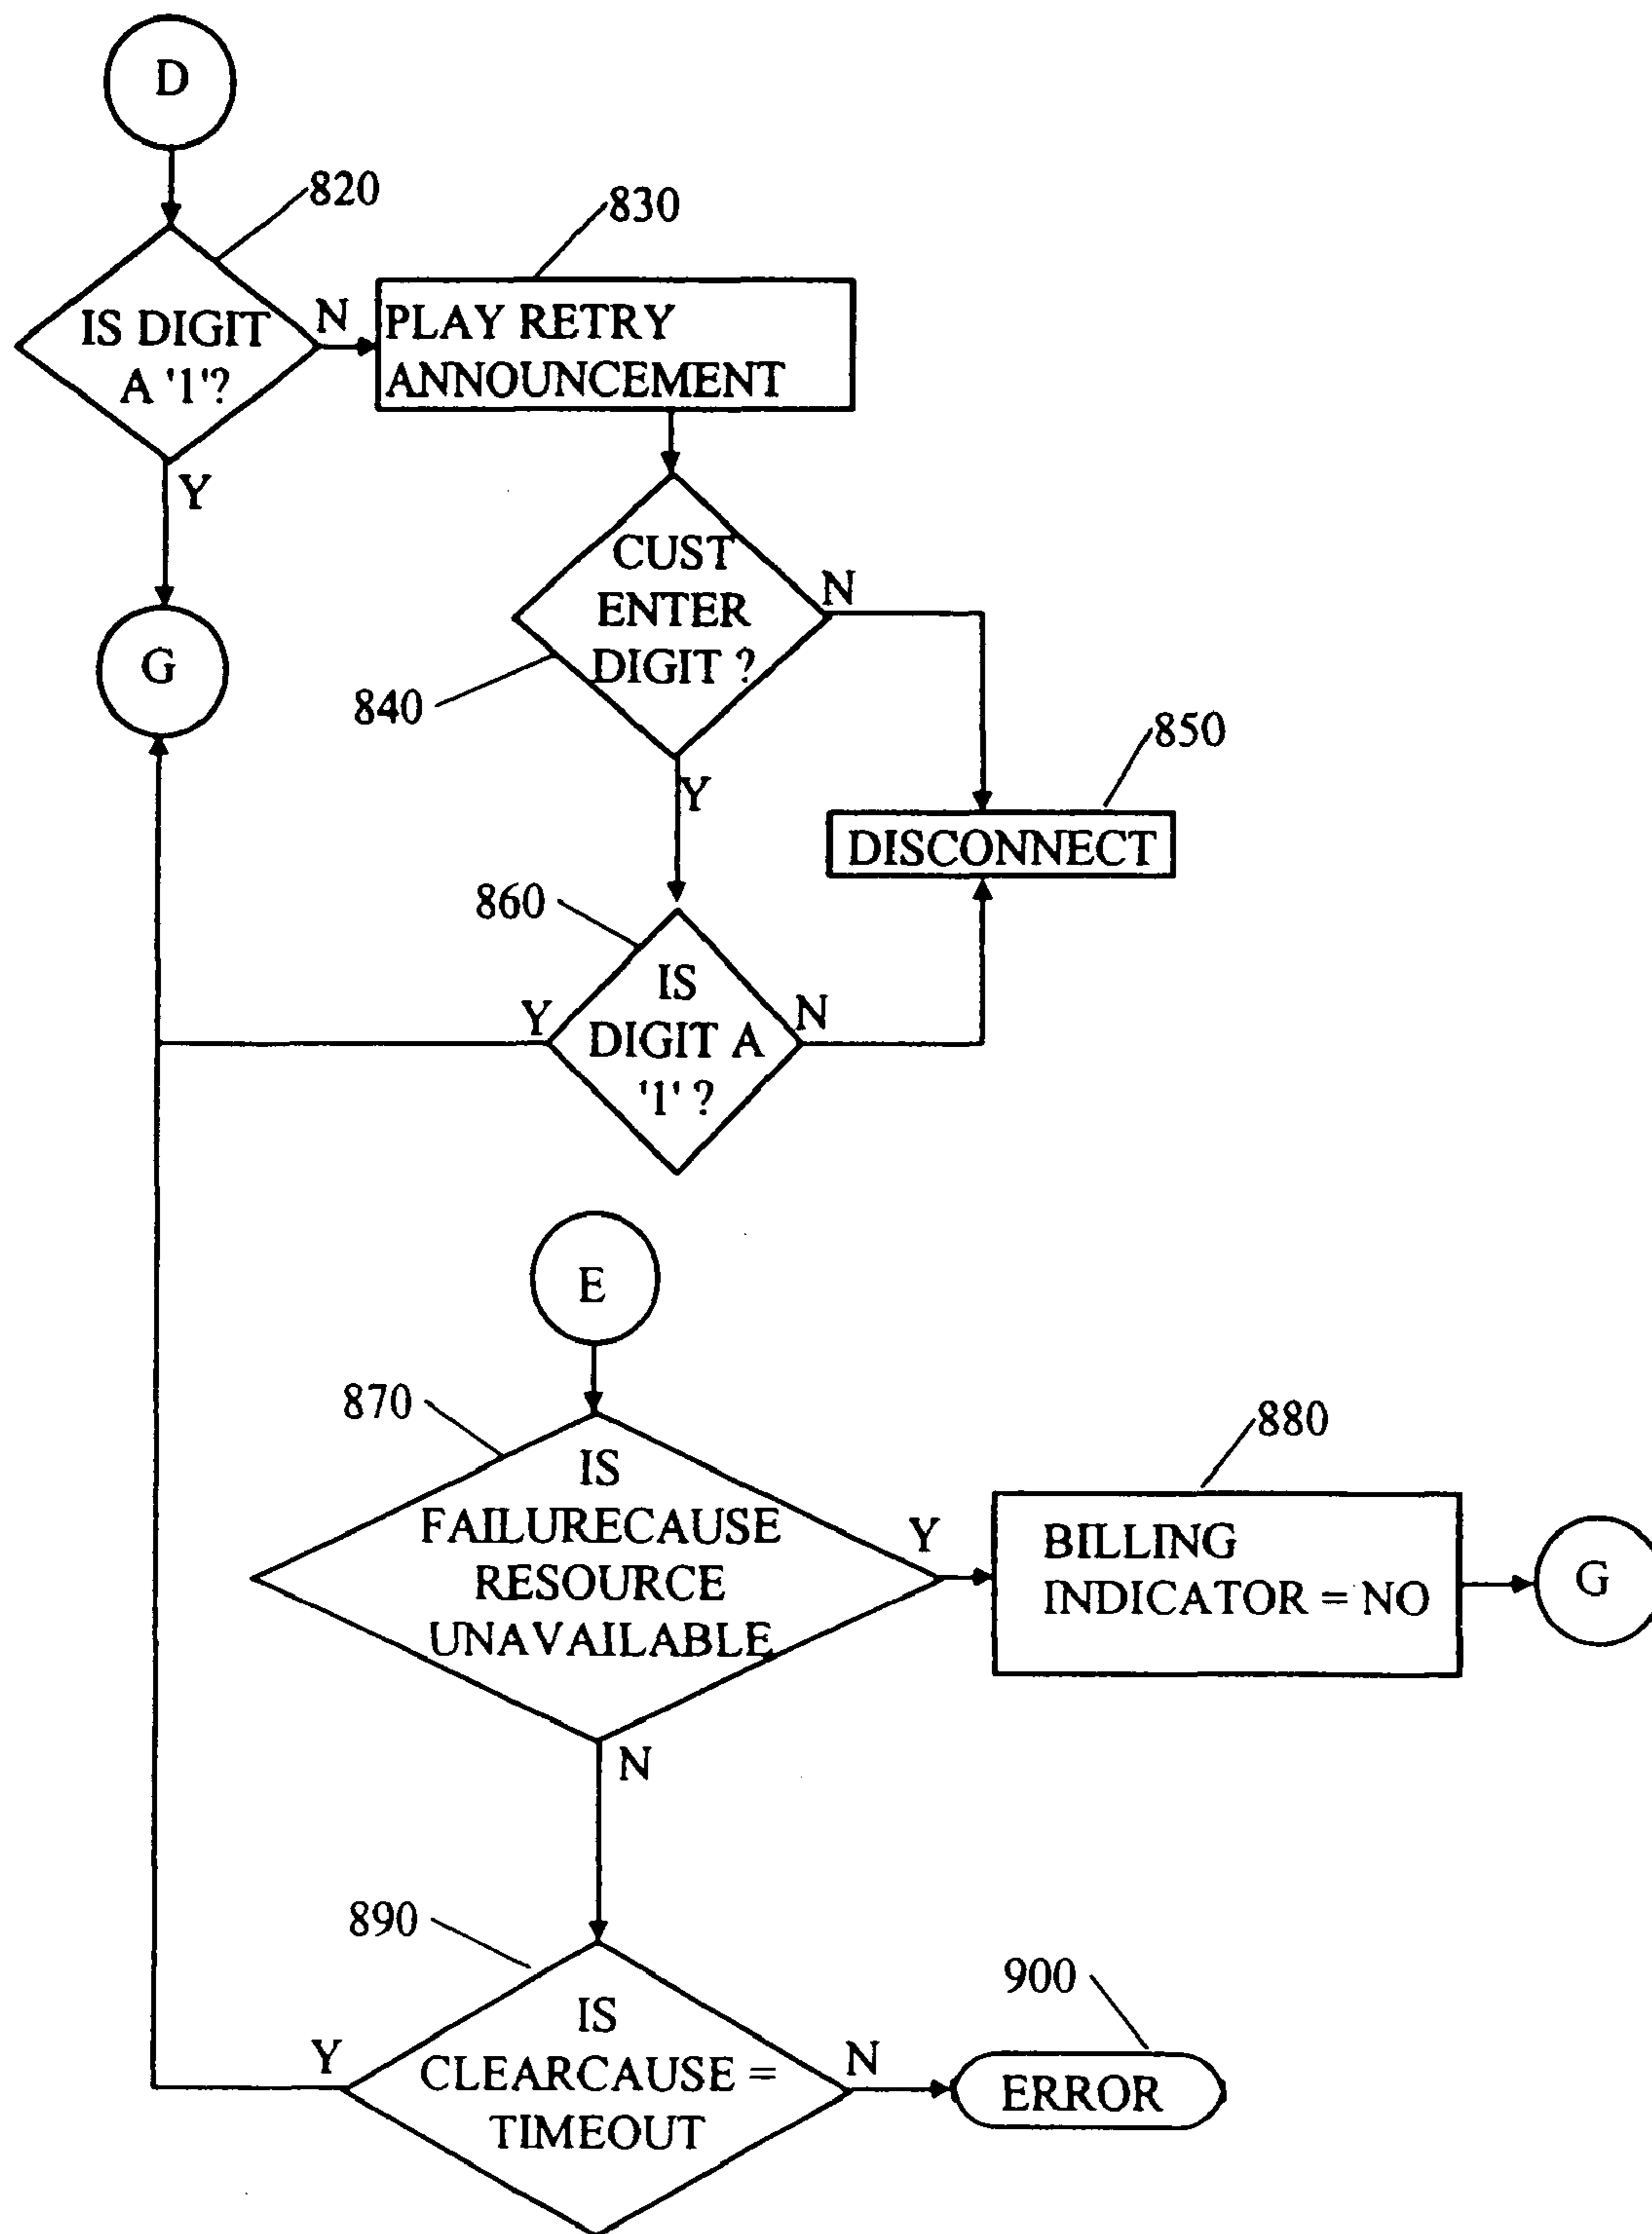 D
820
830
IS DIGIT
A '1'?
N
PLAY RETRY
ANNOUNCEMENT
Y
G
CUST
ENTER
DIGIT ?
N
840
Y
850
DISCONNECT
860
IS
DIGIT A
'1' ?
Y
N
E
870
IS
FAILURECAUSE
RESOURCE
UNAVAILABLE
Y
880
BILLING
INDICATOR = NO
G
N
890
IS
CLEARCAUSE =
TIMEOUT
Y
N
900
ERROR